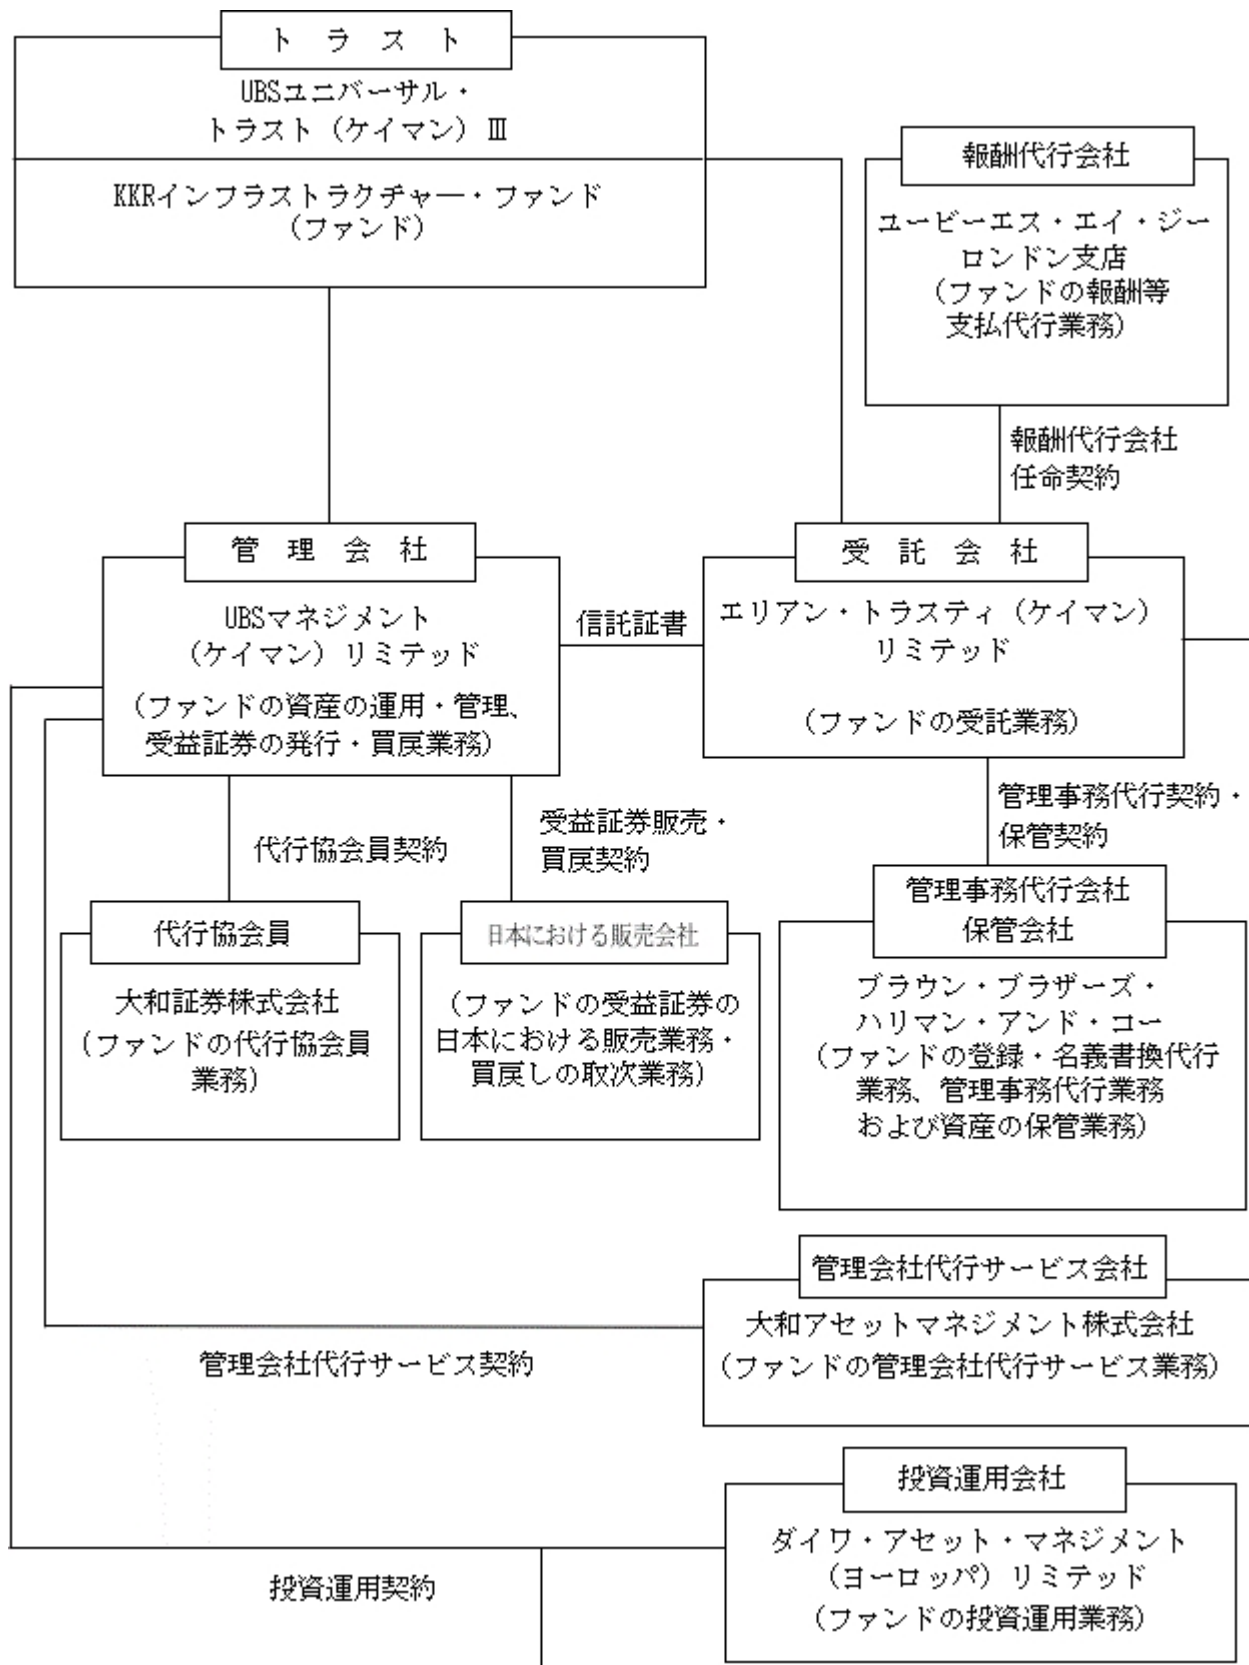 トラスト
UBSユニバーサル・
トラスト（ケイマン）Ⅲ
KKRインフラストラクチャー・ファンド
（ファンド）
報酬代行会社
ユービーエス・エイ・ジー
ロンドン支店
（ファンドの報酬等
支払代行業務）
報酬代行会社
任命契約
管理会社
UBSマネジメント
（ケイマン）リミテッド
（ファンドの資産の運用・管理、
受益証券の発行・買戻業務）
信託証書
受託会社
エリアン・トラスティ（ケイマン）
リミテッド
（ファンドの受託業務）
代行協会員契約
受益証券販売・
買戻契約
管理事務代行契約・
保管契約
代行協会員
大和証券株式会社
（ファンドの代行協会員
業務）
日本における販売会社
（ファンドの受益証券の
日本における販売業務・
買戻しの取次業務）
管理事務代行会社
保管会社
ブラウン・ブラザーズ・
ハリマン・アンド・コー
（ファンドの登録・名義書換代行
業務、管理事務代行業務
および資産の保管業務）
管理会社代行サービス会社
大和アセットマネジメント株式会社
（ファンドの管理会社代行サービス業務）
管理会社代行サービス契約
投資運用会社
ダイワ・アセット・マネジメント
（ヨーロッパ）リミテッド
（ファンドの投資運用業務）
投資運用契約